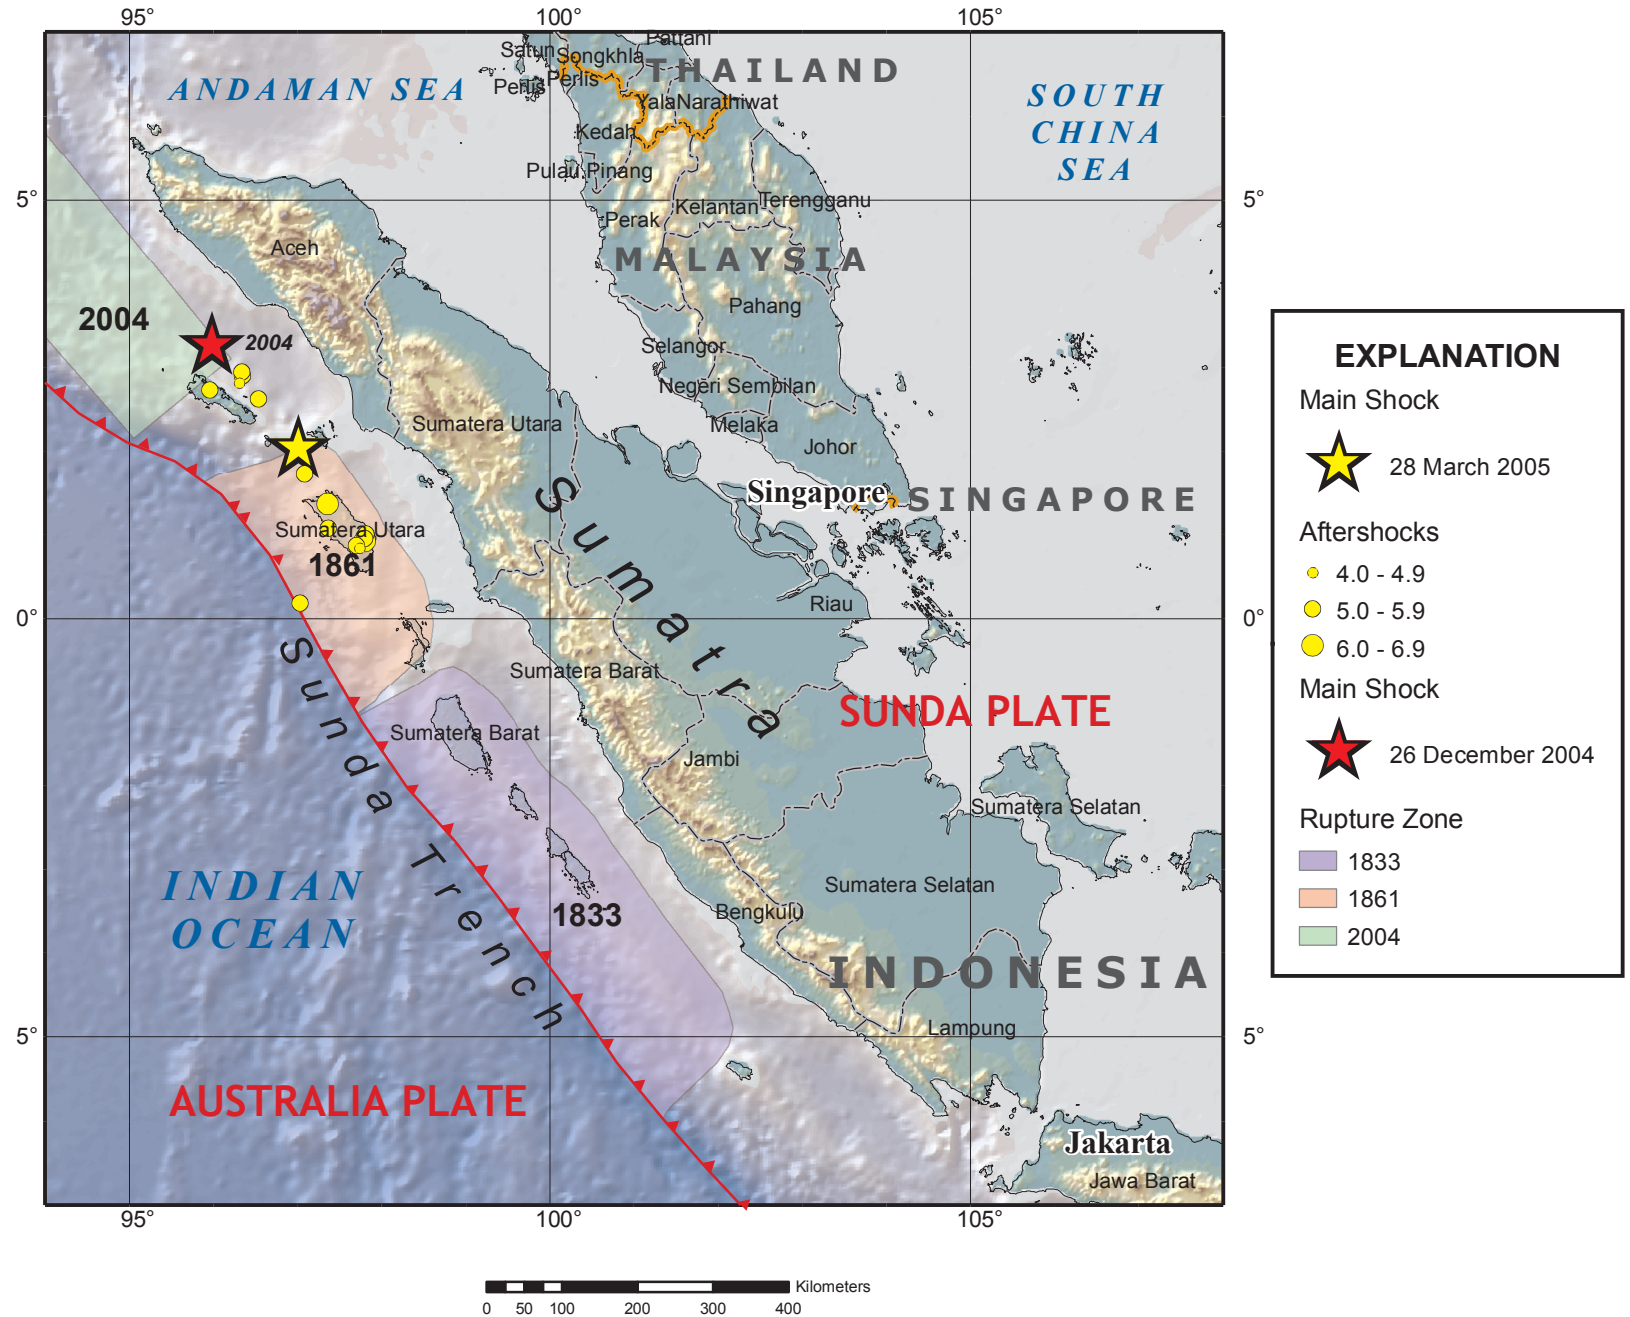 95°
100°
105°
Pattani
Satun
Songkhla
THAILAND
ANDAMAN SEA
Perlis
Perlis
Yala
Narathiwat
SOUTH
CHINA
SEA
Kedah
Pulau Pinang
5°
5°
Kelantan
Terengganu
Perak
Aceh
MALAYSIA
Pahang
2004
2004
Selangor
Negeri Sembilan
Sumatera Utara
Melaka
Johor
Singapore
SINGAPORE
Sumatera Utara
1861
Sumatra
Riau
0°
0°
Sumatera Barat
SUNDA PLATE
Sunda Trench
Sumatera Barat
Jambi
Sumatera Selatan
INDIAN
OCEAN
Sumatera Selatan
1833
Bengkulu
INDONESIA
Lampung
5°
5°
AUSTRALIA PLATE
Jakarta
Jawa Barat
95°
100°
105°
Kilometers
0 50 100 200 300 400
EXPLANATION
Main Shock
28 March 2005
Aftershocks
4.0 - 4.9
5.0 - 5.9
6.0 - 6.9
Main Shock
26 December 2004
Rupture Zone
1833
1861
2004